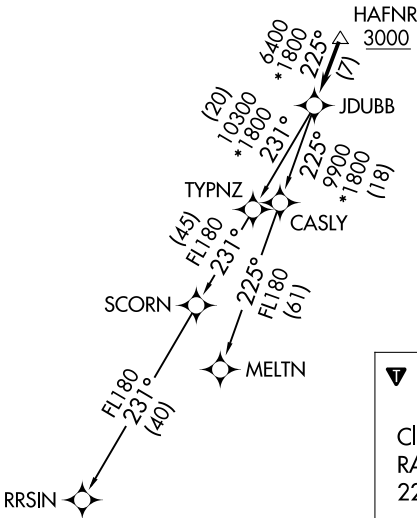 HAFNR
3000
6400
*1800
225°
(7)
JDUBB
(20)
10300
*1800
231°
225°
9900
*1800
(18)
TYPNZ
CASLY
(45)
FL180
231°
225°
FL180
(61)
SCORN
MELTN
FL180
231°
(40)
RRSIN
T
Cl
RA
22